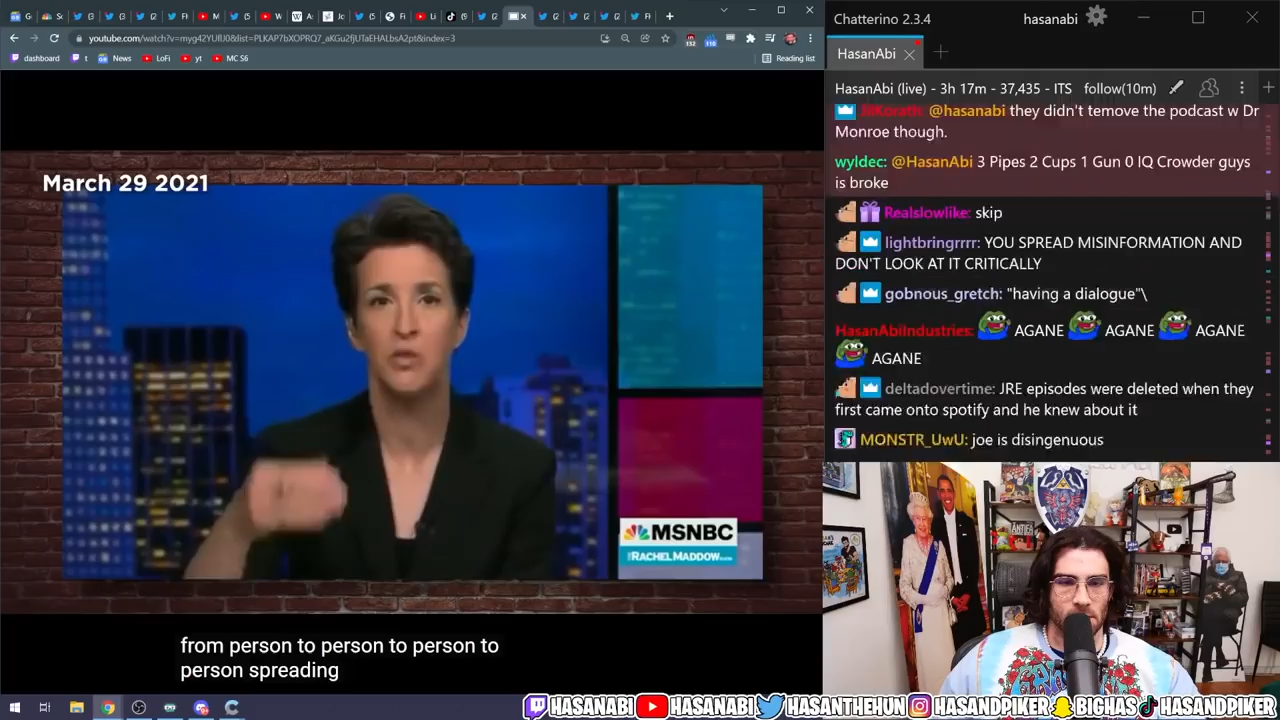 youtube.com/watch?v=myg42YUflJ0&list=PLKAP7bXOPRQ7_aKGu2fjUTaEHALbsA2pt&index=3
dashboard
t
News
LoFi
yt
MC S6
Reading list
March 29 2021
MSNBC
THE RACHEL MADDOW
from person to person to person to
person spreading
Chatterino 2.3.4
hasanabi
HasanAbi
HasanAbi (live) - 3h 17m - 37,435 - ITS
follow(10m)
@hasanabi they didn't temove the podcast w Dr
Monroe though.
wyldec: @HasanAbi 3 Pipes 2 Cups 1 Gun 0 IQ Crowder guys
is broke
Realslowlike: skip
lightbringrrrr: YOU SPREAD MISINFORMATION AND
DON'T LOOK AT IT CRITICALLY
gobnous_gretch: "having a dialogue"\
HasanAbiIndustries: AGANE AGANE AGANE
AGANE
deltadovertime: JRE episodes were deleted when they
first came onto spotify and he knew about it
MONSTR_UwU: joe is disingenuous
ANTIFA
HASANABI HASANABI HASANTHEHUN HASANDPIKER BIGHAS HASANDPIKER